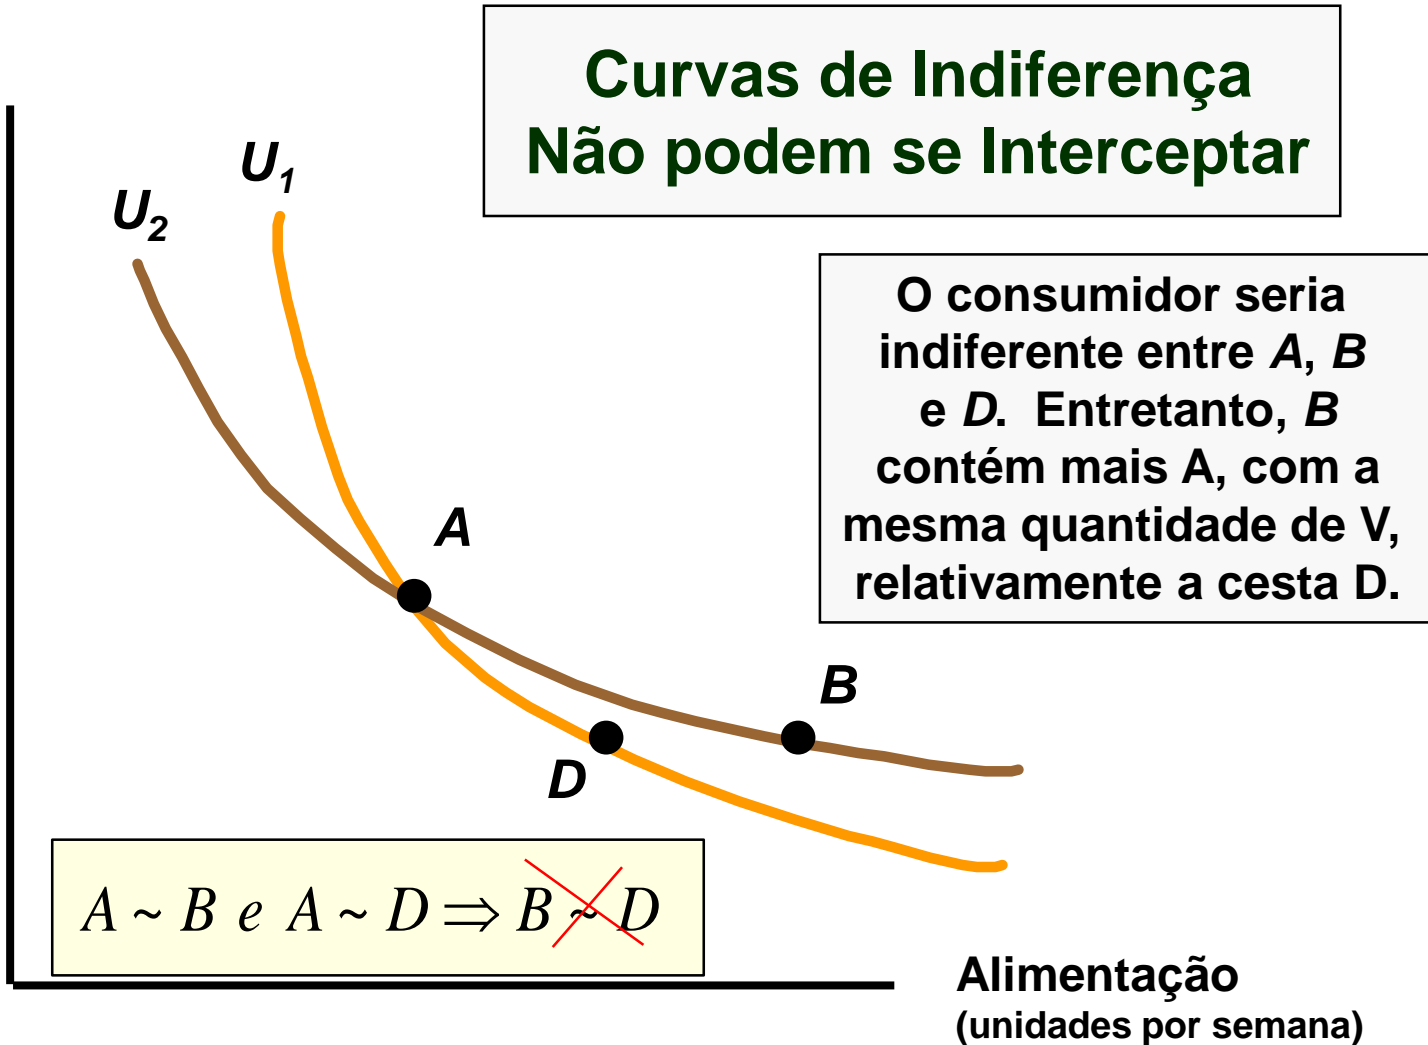 Curvas de Indiferença
Não podem se Interceptar
U1
U2
O consumidor seria
indiferente entre A, B
e D. Entretanto, B
contém mais A, com a
mesma quantidade de V,
relativamente a cesta D.
A
B
D
A ~ B e A ~ D ⇒ B ~ D
Alimentação
(unidades por semana)